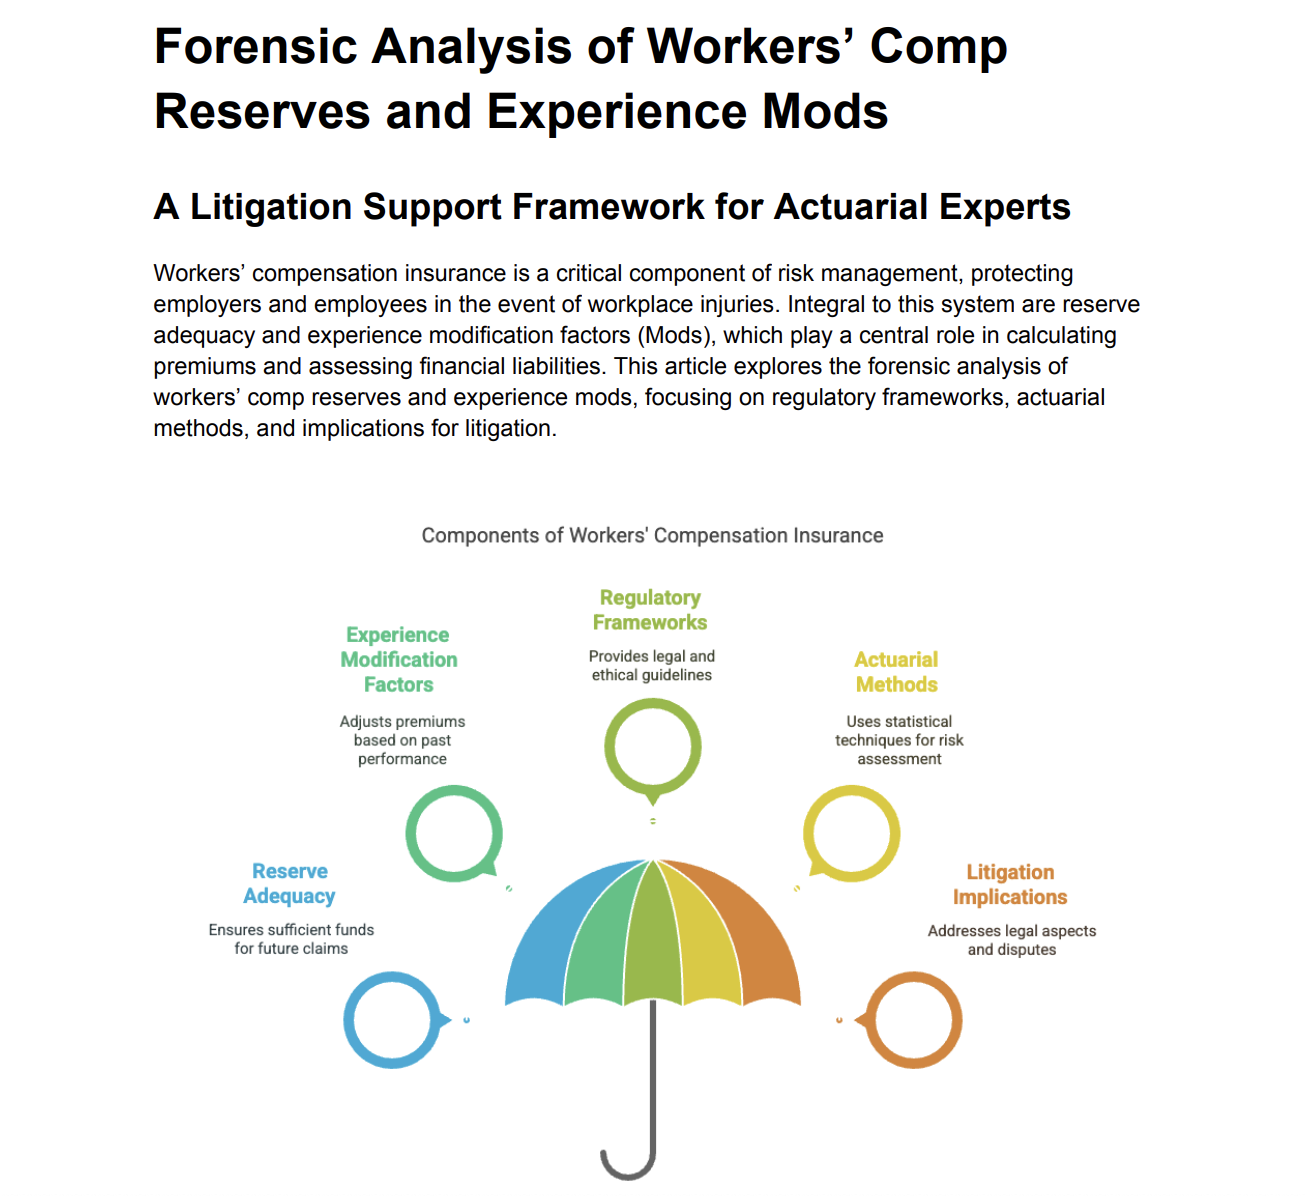 Forensic Analysis of Workers’ Comp
Reserves and Experience Mods
A Litigation Support Framework for Actuarial Experts
Workers’ compensation insurance is a critical component of risk management, protecting
employers and employees in the event of workplace injuries. Integral to this system are reserve
adequacy and experience modification factors (Mods), which play a central role in calculating
premiums and assessing financial liabilities. This article explores the forensic analysis of
workers’ comp reserves and experience mods, focusing on regulatory frameworks, actuarial
methods, and implications for litigation.
Components of Workers' Compensation Insurance
Regulatory
Frameworks
Provides legal and
ethical guidelines
Experience
Modification
Factors
Adjusts premiums
based on past
performance
Actuarial
Methods
Uses statistical
techniques for risk
assessment
Reserve
Adequacy
Ensures sufficient funds
for future claims
Litigation
Implications
Addresses legal aspects
and disputes